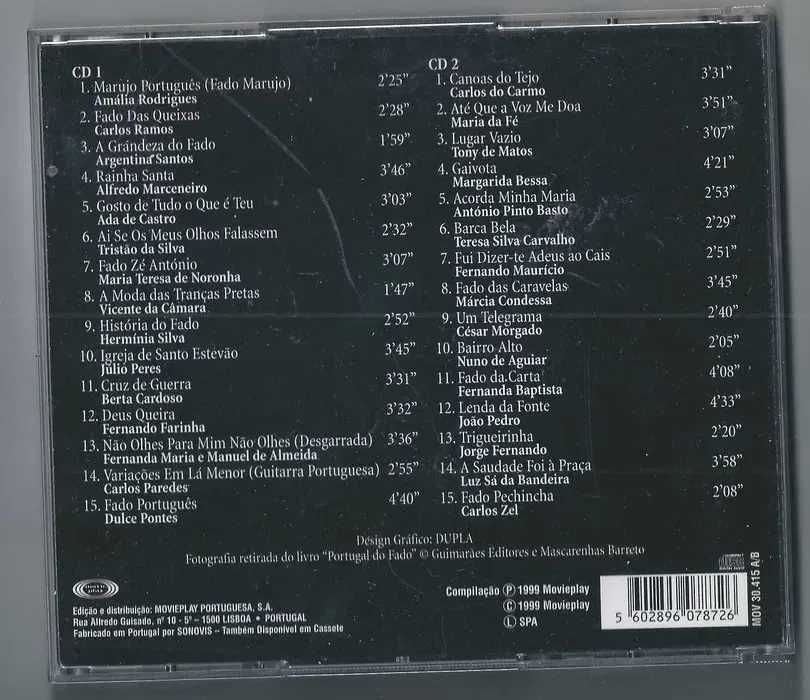 CD 1
1. Marujo Português (Fado Marujo) 2’25”
Amália Rodrigues
2. Fado Das Queixas 2’28”
Carlos Ramos
3. A Grandeza do Fado 1’59”
Argentina Santos
4. Rainha Santa 3’46”
Alfredo Marceneiro
5. Gosto de Tudo o Que é Teu 3’03”
Ada de Castro
6. Ai Se Os Meus Olhos Falassem 2’32”
Tristão da Silva
7. Fado Zé António 3’07”
Maria Teresa de Noronha
8. A Moda das Tranças Pretas 1’47”
Vicente da Câmara
9. História do Fado 2’52”
Hermínia Silva
10. Igreja de Santo Estevão 3’45”
Júlio Peres
11. Cruz de Guerra 3’31”
Berta Cardoso
12. Deus Queira 3’32”
Fernando Farinha
13. Não Olhes Para Mim Não Olhes (Desgarrada) 3’36”
Fernanda Maria e Manuel de Almeida
14. Variações Em Lá Menor (Guitarra Portuguesa) 2’55”
Carlos Paredes
15. Fado Português 4’40”
Dulce Pontes
CD 2
1. Canoas do Tejo 3’31”
Carlos do Carmo
2. Até Que a Voz Me Doa 3’51”
Maria da Fé
3. Lugar Vazio 3’07”
Tony de Matos
4. Gaivota 4’21”
Margarida Bessa
5. Acorda Minha Maria 2’53”
António Pinto Basto
6. Barca Bela 2’29”
Teresa Silva Carvalho
7. Fui Dizer-te Adeus ao Cais 2’51”
Fernando Maurício
8. Fado das Caravelas 3’45”
Márcia Condessa
9. Um Telegrama 2’40”
César Morgado
10. Bairro Alto 2’05”
Nuno de Aguiar
11. Fado da Carta 4’08”
Fernanda Baptista
12. Lenda da Fonte 4’33”
João Pedro
13. Trigueirinha 2’20”
Jorge Fernando
14. A Saudade Foi à Praça 3’58”
Luz Sá da Bandeira
15. Fado Pechincha 2’08”
Carlos Zel
Design Gráfico: DUPLA
Fotografia retirada do livro “Portugal do Fado” © Guimarães Editores e Mascarenhas Barreto
Edição e distribuição: MOVIEPLAY PORTUGUESA, S.A.
Rua Alfredo Guisado, nº 10 - 5º – 1500 LISBOA • PORTUGAL
Fabricado em Portugal por SONOVIS – Também Disponível em Cassete
Compilação Ⓟ 1999 Movieplay
© 1999 Movieplay
Ⓛ SPA
5 602896 078726
MOV 30.415 A/B